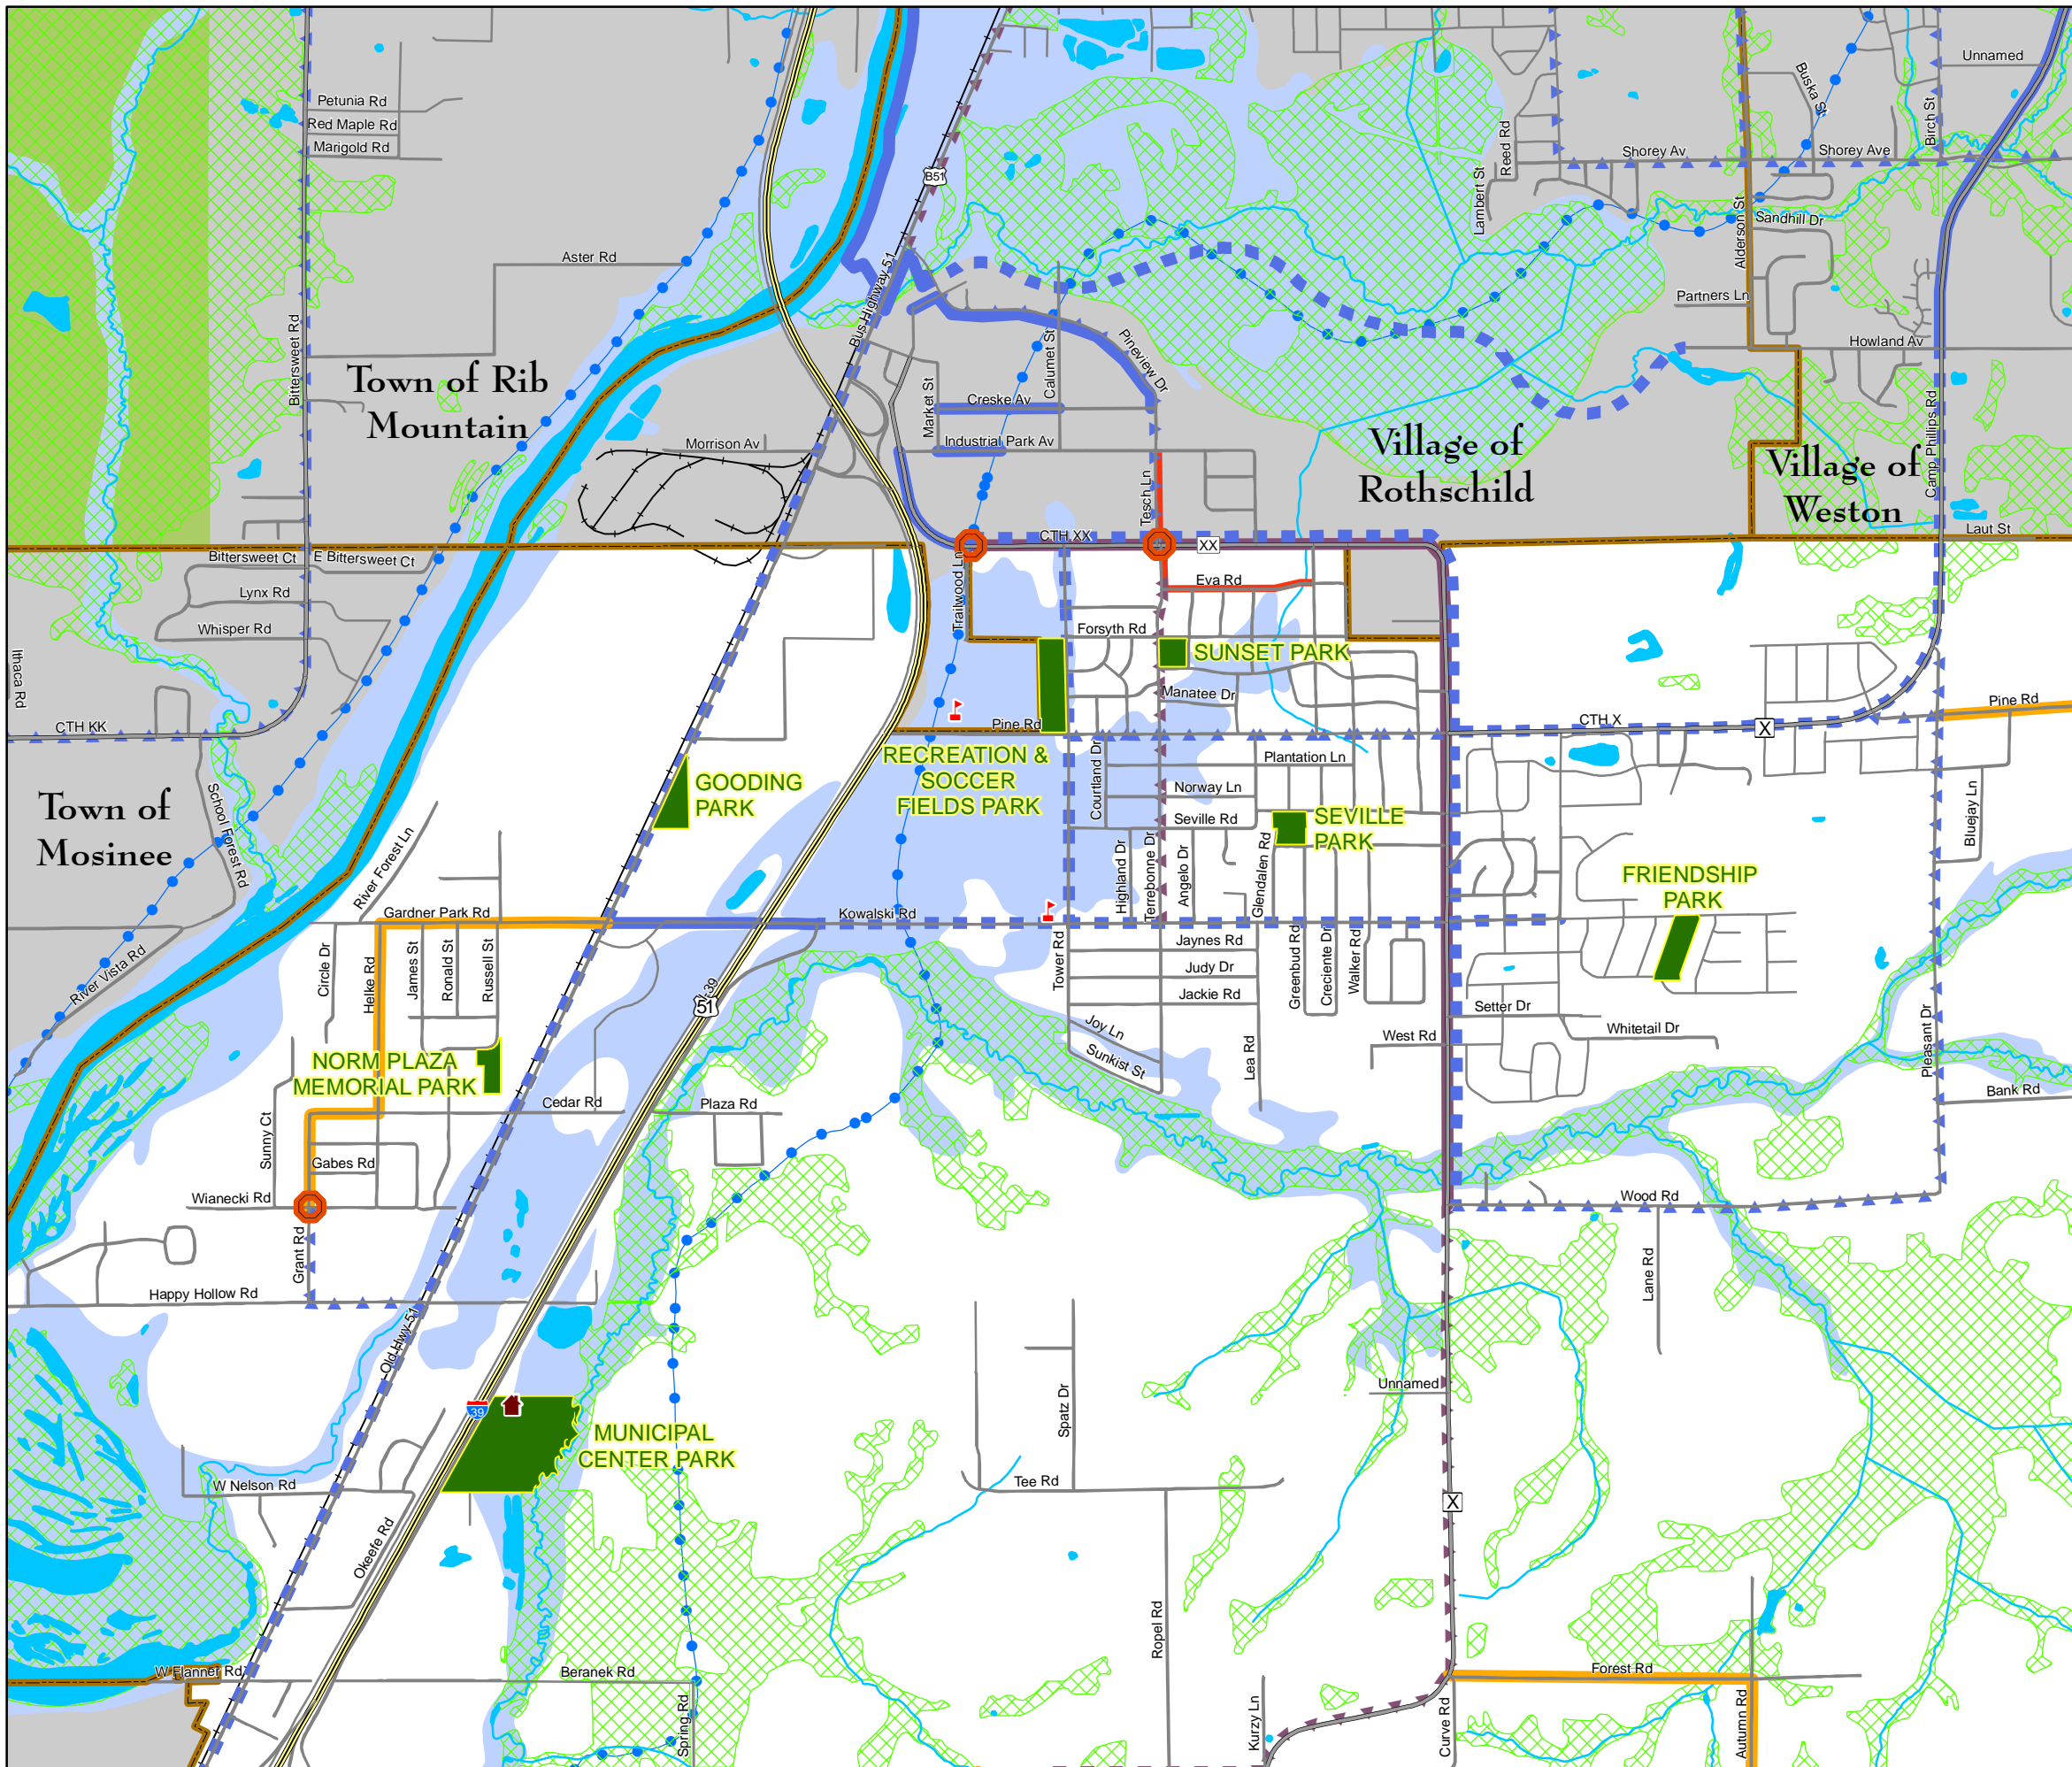 Unnamed
Buska St
Birch St
Petunia Rd
Red Maple Rd
Marigold Rd
B51
Reed Rd
Shorey Av
Shorey Ave
Lambert St
Alderson St
Sandhill Dr
Aster Rd
Bus Highway 51
Partners Ln
Bittersweet Rd
Howland Av
Town of Rib
Mountain
Calumet St
Pineview Dr
Market St
Creske Av
Morrison Av
Industrial Park Av
Village of
Rothschild
Village of
Weston
Camp Phillips Rd
Tesch Ln
Laut St
CTH XX
XX
Bittersweet Ct
E Bittersweet Ct
Trailwood Ln
Eva Rd
Lynx Rd
Whisper Rd
Forsyth Rd
SUNSET PARK
Ithaca Rd
Manatee Dr
Pine Rd
CTH KK
Pine Rd
CTH X
X
RECREATION &
SOCCER
FIELDS PARK
Plantation Ln
GOODING
PARK
Courtland Dr
Norway Ln
Town of
Mosinee
School Forest Rd
Seville Rd
SEVILLE
PARK
Bluejay Ln
River Forest Ln
Highland Dr
Terrebonne Dr
Angelo Dr
Glendalen Rd
FRIENDSHIP
PARK
Gardner Park Rd
Kowalski Rd
River Vista Rd
Circle Dr
Helke Rd
James St
Ronald St
Russell St
Tower Rd
Jaynes Rd
Judy Dr
Jackie Rd
Greenbud Rd
Creciente Dr
Walker Rd
I-39
51
Setter Dr
Joy Ln
Sunkist St
Lea Rd
West Rd
Whitetail Dr
Pleasant Dr
NORM PLAZA
MEMORIAL PARK
Cedar Rd
Plaza Rd
Bank Rd
Sunny Ct
Gabes Rd
Wianecki Rd
Wood Rd
Grant Rd
Lane Rd
Happy Hollow Rd
Old Hwy 51
Unnamed
39
Spatz Dr
MUNICIPAL
CENTER PARK
W Nelson Rd
Tee Rd
X
Okeefe Rd
Ropel Rd
W Flanner Rd
Beranek Rd
Forest Rd
Spring Rd
Kurzy Ln
Curve Rd
Autumn Rd